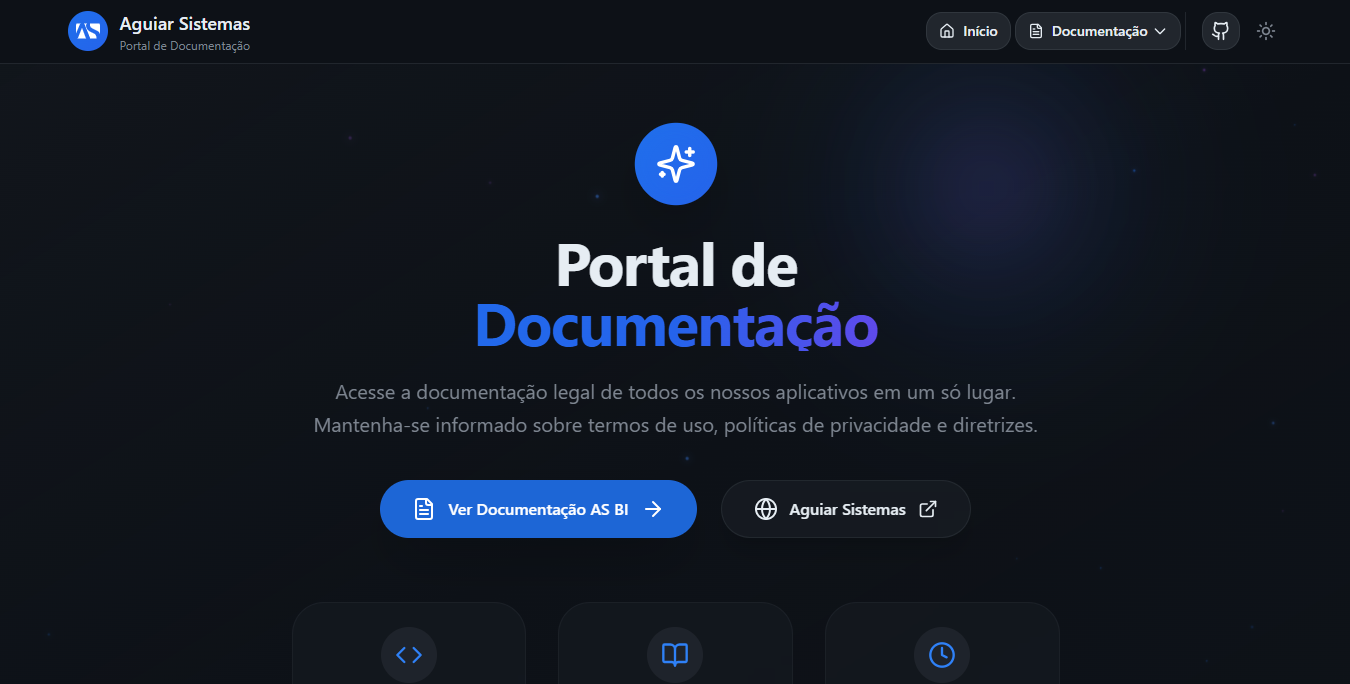 Aguiar Sistemas
Portal de Documentação
Início
Documentação
Portal de
Documentação
Acesse a documentação legal de todos os nossos aplicativos em um só lugar.
Mantenha-se informado sobre termos de uso, políticas de privacidade e diretrizes.
Ver Documentação AS BI
Aguiar Sistemas